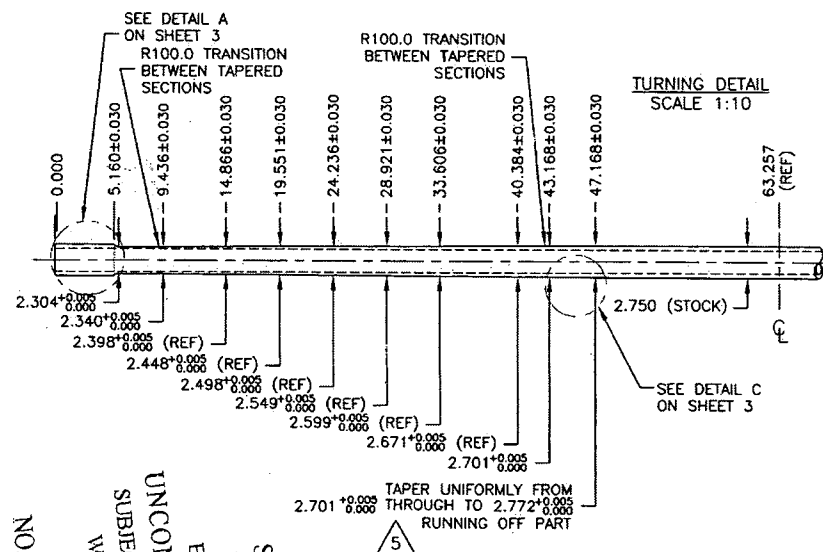 SEE DETAIL A
ON SHEET 3
R100.0 TRANSITION
BETWEEN TAPERED
SECTIONS
R100.0 TRANSITION
BETWEEN TAPERED
SECTIONS
TURNING DETAIL
SCALE 1:10
0.000
5.160±0.030
9.436±0.030
14.866±0.030
19.551±0.030
24.236±0.030
28.921±0.030
33.606±0.030
40.384±0.030
43.168±0.030
47.168±0.030
63.257
(REF)
2.304+0.005 0.000
2.340+0.005 0.000
2.398+0.005 0.000 (REF)
2.448+0.005 0.000 (REF)
2.498+0.005 0.000 (REF)
2.549+0.005 0.000 (REF)
2.599+0.005 0.000 (REF)
2.671+0.005 0.000 (REF)
2.701+0.005 0.000
2.750 (STOCK)
℄
SEE DETAIL C
ON SHEET 3
TAPER UNIFORMLY FROM
2.701 +0.005 0.000 THROUGH TO 2.772+0.005 0.000
RUNNING OFF PART
5
NO
SUBJE
UNCO